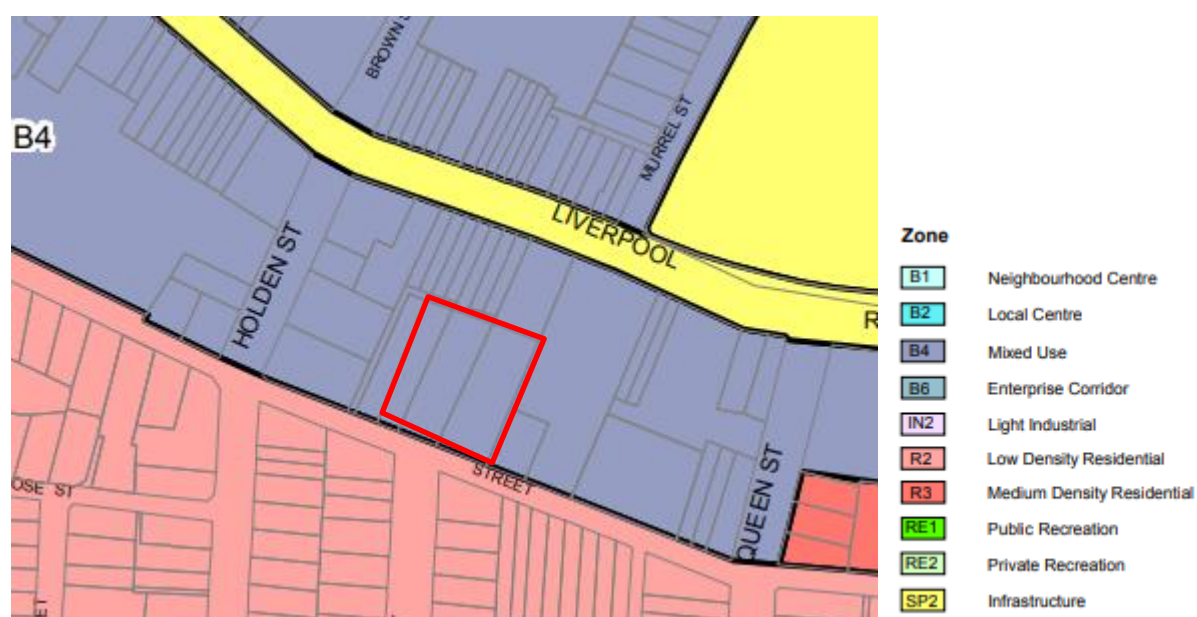 BROWN S
B4
MURREL ST
LIVERPOOL
R
HOLDEN ST
STREET
QUEEN ST
OSE ST
Zone
B1 Neighbourhood Centre
B2 Local Centre
B4 Mixed Use
B6 Enterprise Corridor
IN2 Light Industrial
R2 Low Density Residential
R3 Medium Density Residential
RE1 Public Recreation
RE2 Private Recreation
SP2 Infrastructure